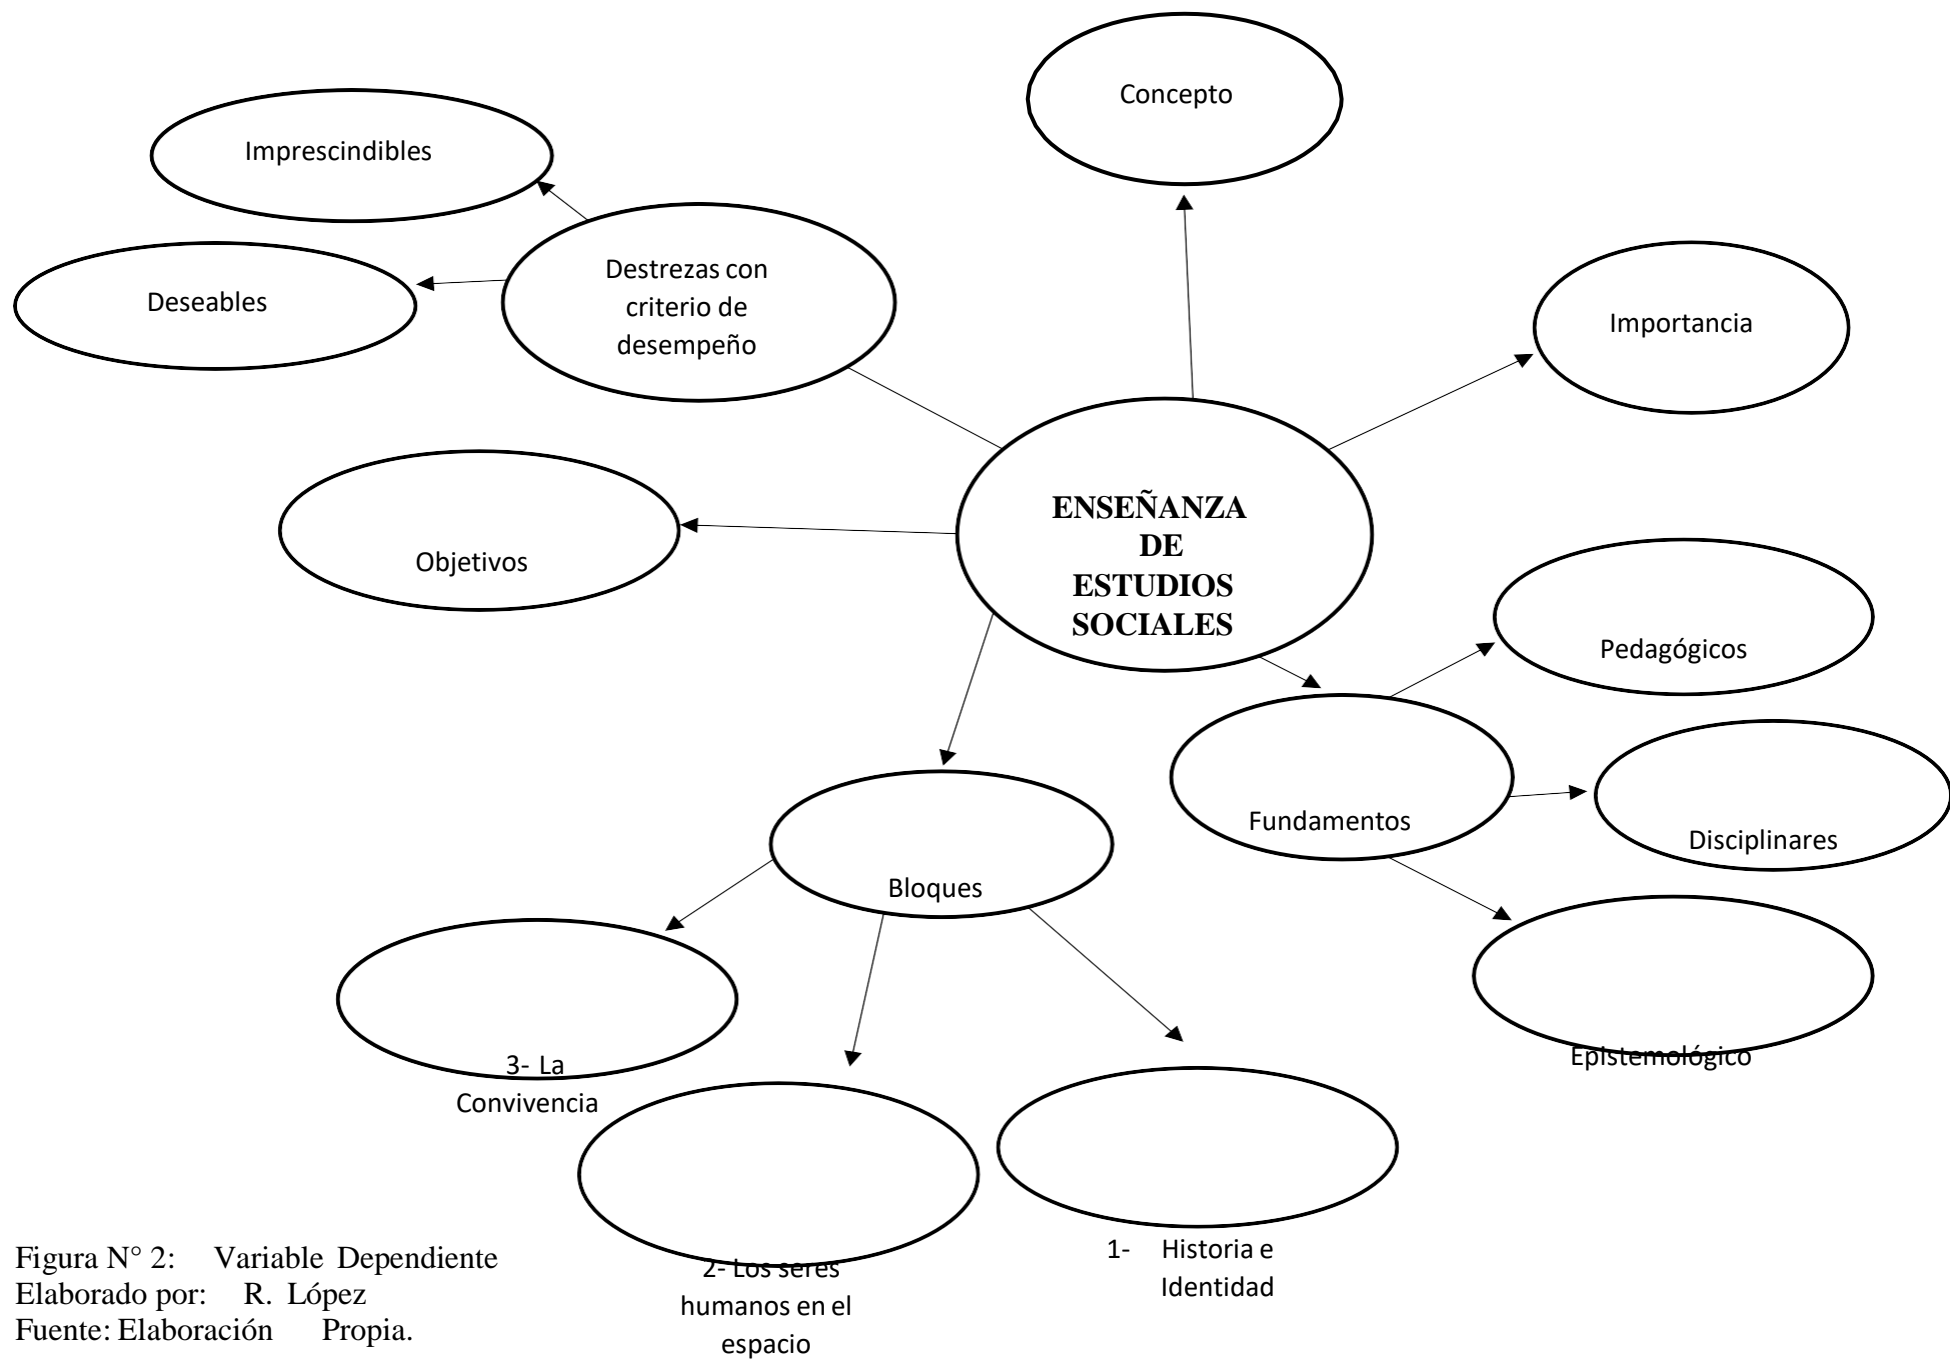 Concepto
Imprescindibles
Destrezas con
criterio de
desempeño
Deseables
Importancia
ENSEÑANZA
DE
ESTUDIOS
SOCIALES
Objetivos
Pedagógicos
Fundamentos
Disciplinares
Bloques
Epistemológico
3- La
Convivencia
1- Historia e
Identidad
2- Los seres
humanos en el
espacio
Figura N° 2: Variable Dependiente
Elaborado por: R. López
Fuente: Elaboración Propia.